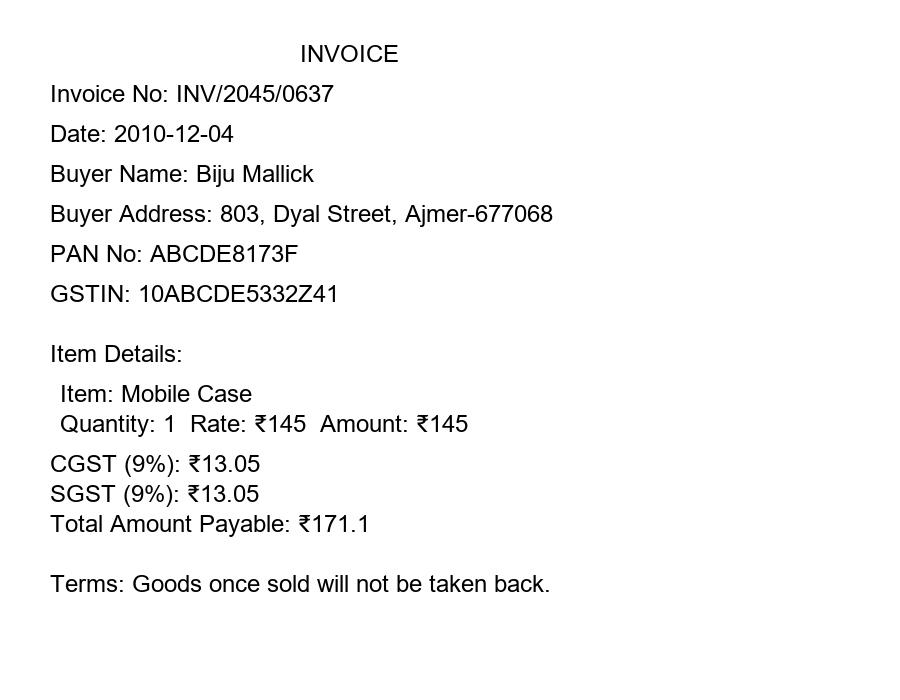 INVOICE
Invoice No: INV/2045/0637
Date: 2010-12-04
Buyer Name: Biju Mallick
Buyer Address: 803, Dyal Street, Ajmer-677068
PAN No: ABCDE8173F
GSTIN: 10ABCDE5332Z41
Item Details:
Item: Mobile Case
Quantity: 1  Rate: ₹145  Amount: ₹145
CGST (9%): ₹13.05
SGST (9%): ₹13.05
Total Amount Payable: ₹171.1
Terms: Goods once sold will not be taken back.